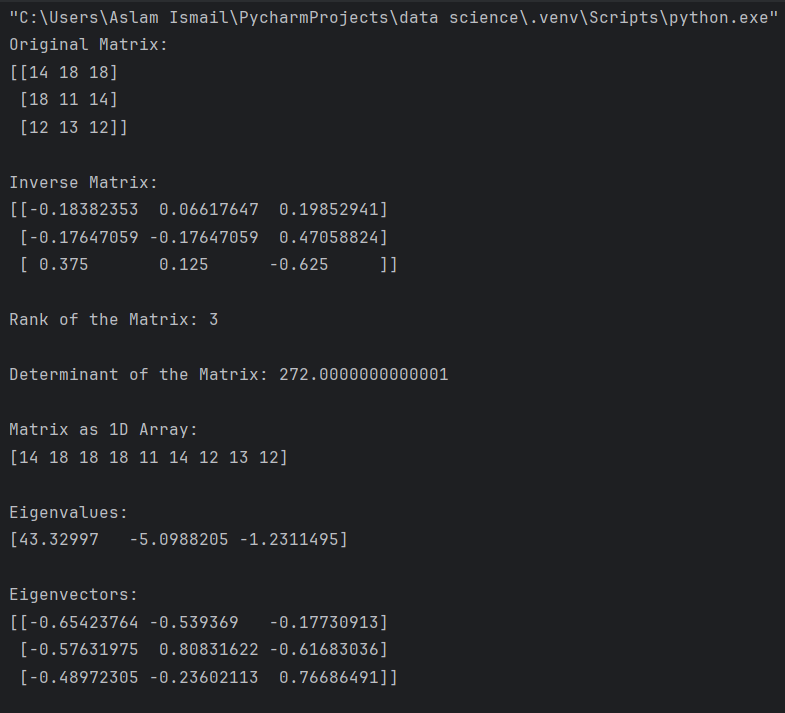 "C:\Users\Aslam Ismail\PycharmProjects\data science\.venv\Scripts\python.exe"
Original Matrix:
[[14 18 18]
 [18 11 14]
 [12 13 12]]

Inverse Matrix:
[[-0.18382353  0.06617647  0.19852941]
 [-0.17647059 -0.17647059  0.47058824]
 [ 0.375       0.125      -0.625     ]]

Rank of the Matrix: 3

Determinant of the Matrix: 272.0000000000001

Matrix as 1D Array:
[14 18 18 18 11 14 12 13 12]

Eigenvalues:
[43.32997   -5.0988205 -1.2311495]

Eigenvectors:
[[-0.65423764 -0.539369   -0.17730913]
 [-0.57631975  0.80831622 -0.61683036]
 [-0.48972305 -0.23602113  0.76686491]]